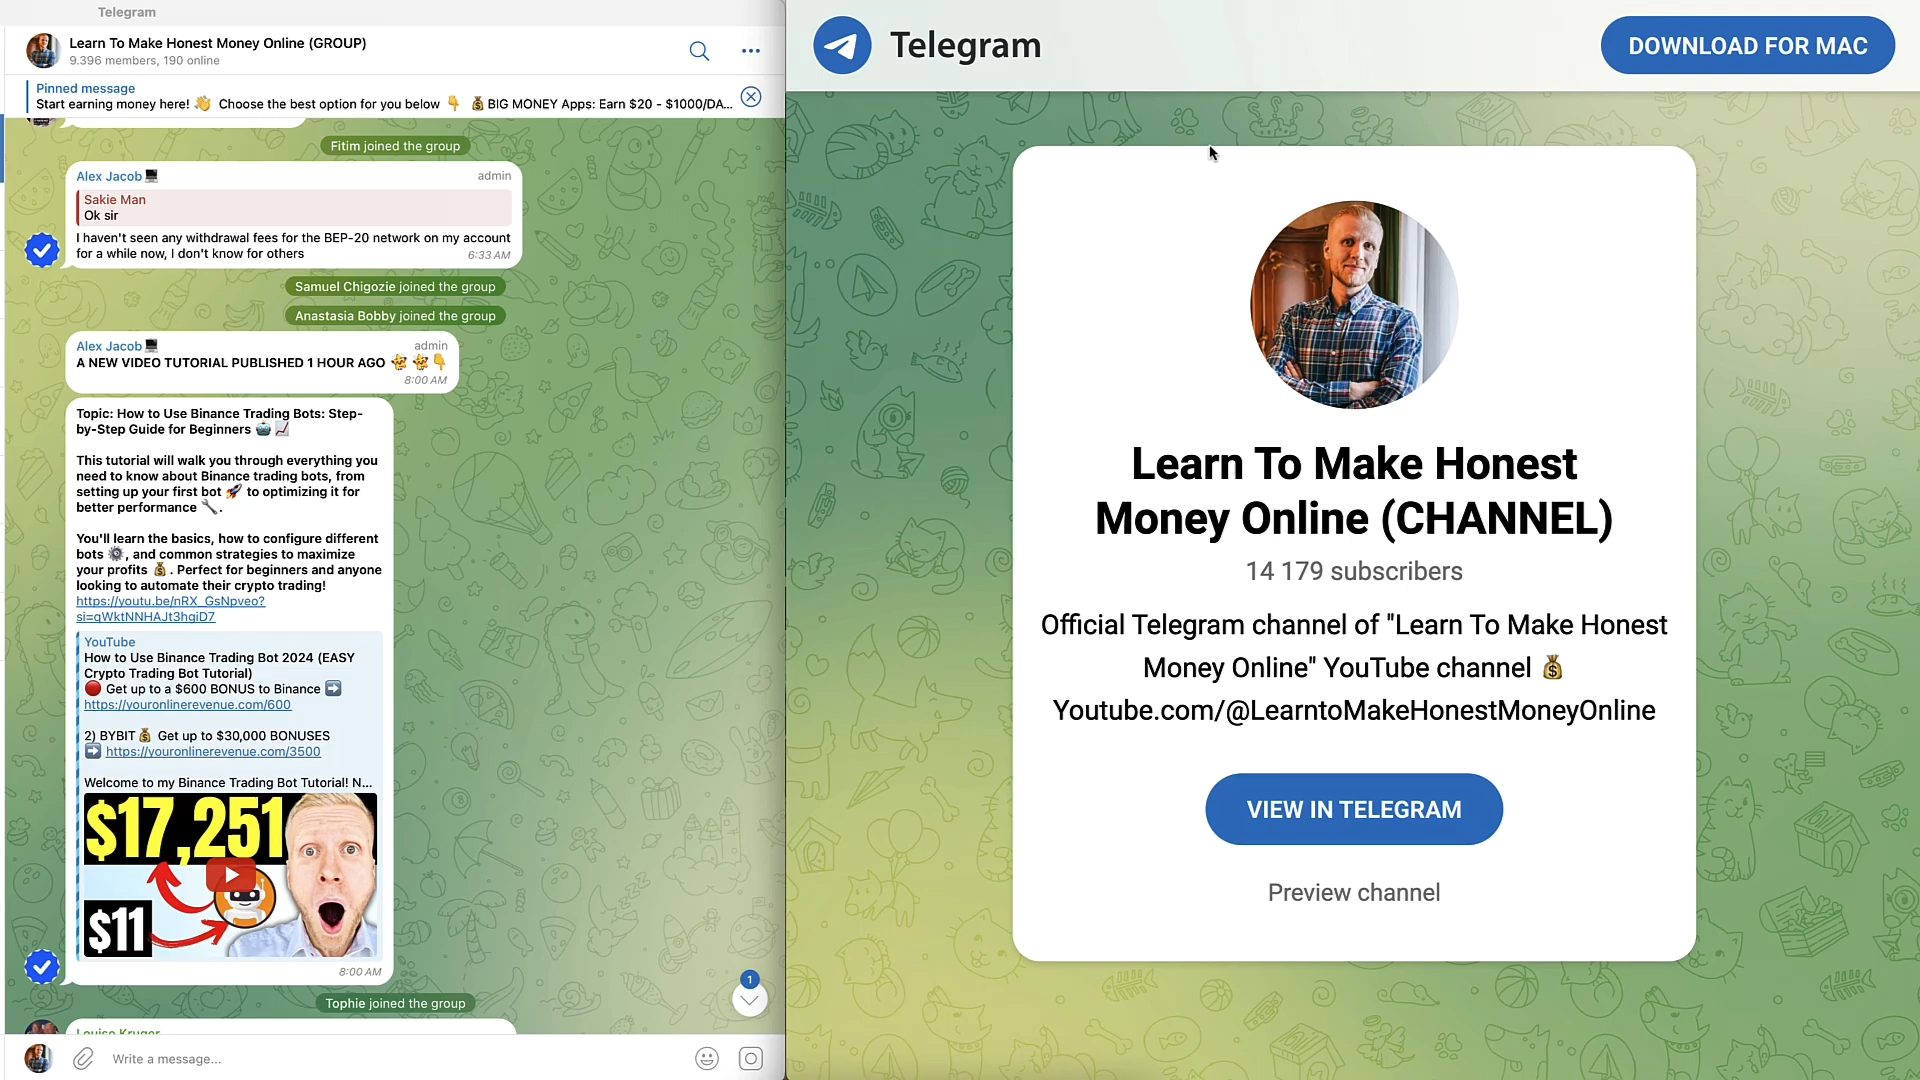 Telegram
Learn To Make Honest Money Online (GROUP)
9.396 members, 190 online
Pinned message
Start earning money here! 👋 Choose the best option for you below 👇 💰BIG MONEY Apps: Earn $20 - $1000/DA...
Fitim joined the group
Alex Jacob💻 admin
Sakie Man
Ok sir
I haven't seen any withdrawal fees for the BEP-20 network on my account
for a while now, I don't know for others 6:33 AM
Samuel Chigozie joined the group
Anastasia Bobby joined the group
Alex Jacob💻 admin
A NEW VIDEO TUTORIAL PUBLISHED 1 HOUR AGO 🥳🥳👇
8:00 AM
Topic: How to Use Binance Trading Bots: Step-
by-Step Guide for Beginners 🤖📈
This tutorial will walk you through everything you
need to know about Binance trading bots, from
setting up your first bot 🚀 to optimizing it for
better performance 🔧.
You'll learn the basics, how to configure different
bots ⚙️, and common strategies to maximize
your profits 💰. Perfect for beginners and anyone
looking to automate their crypto trading!
https://youtu.be/nRX_GsNpveo?
si=gWktNNHAJt3hgiD7
YouTube
How to Use Binance Trading Bot 2024 (EASY
Crypto Trading Bot Tutorial)
🔴 Get up to a $600 BONUS to Binance ➡️
https://youronlinerevenue.com/600
2) BYBIT 💰 Get up to $30,000 BONUSES
➡️ https://youronlinerevenue.com/3500
Welcome to my Binance Trading Bot Tutorial! N...
$17,251
$11
8:00 AM
1
Tophie joined the group
Louise Kruger
Write a message...
Telegram
DOWNLOAD FOR MAC
Learn To Make Honest
Money Online (CHANNEL)
14 179 subscribers
Official Telegram channel of "Learn To Make Honest
Money Online" YouTube channel 💰
Youtube.com/@LearntoMakeHonestMoneyOnline
VIEW IN TELEGRAM
Preview channel